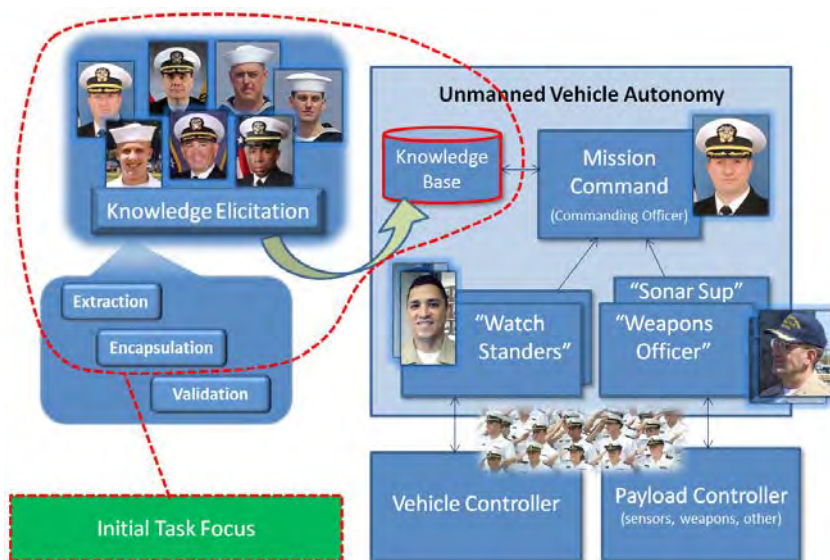 Knowledge Elicitation
Extraction
Encapsulation
Validation
Initial Task Focus
Unmanned Vehicle Autonomy
Knowledge
Base
Mission
Command
(Commanding Officer)
"Watch
Standers"
"Sonar Sup"
"Weapons
Officer"
Vehicle Controller
Payload Controller
(sensors, weapons, other)